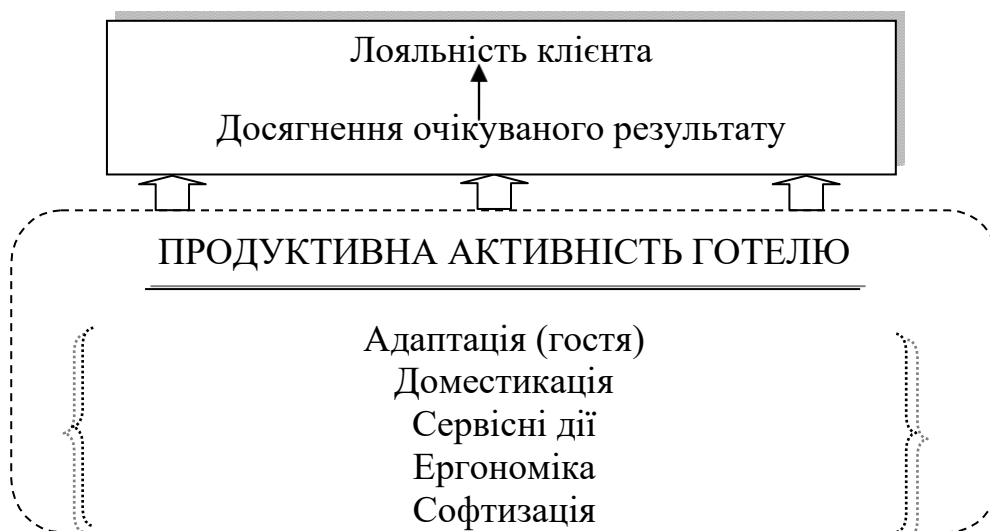 Лояльність клієнта
Досягнення очікуваного результату
ПРОДУКТИВНА АКТИВНІСТЬ ГОТЕЛЮ
Адаптація (гостя)
Доместикація
Сервісні дії
Ергономіка
Софтизація